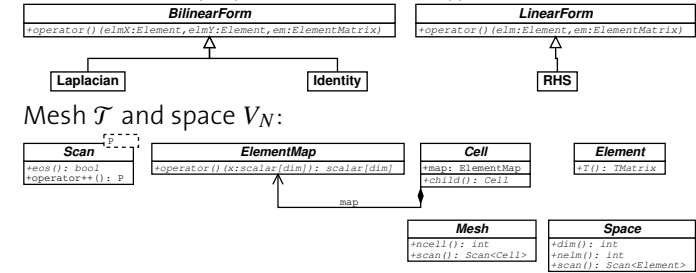 BilinearForm
+operator()(elmX:Element,elmY:Element,em:ElementMatrix)
LinearForm
+operator()(elm:Element,em:ElementMatrix)
Laplacian
Identity
RHS
Mesh 𝒯 and space V_N:
P
Scan
+eos(): bool
+operator++(): P
ElementMap
+operator()(x:scalar[dim]): scalar[dim]
Cell
+map: ElementMap
+child(): Cell
Element
+T(): TMatrix
map
Mesh
+ncell(): int
+scan(): Scan<Cell>
Space
+dim(): int
+nelm(): int
+scan(): Scan<Element>